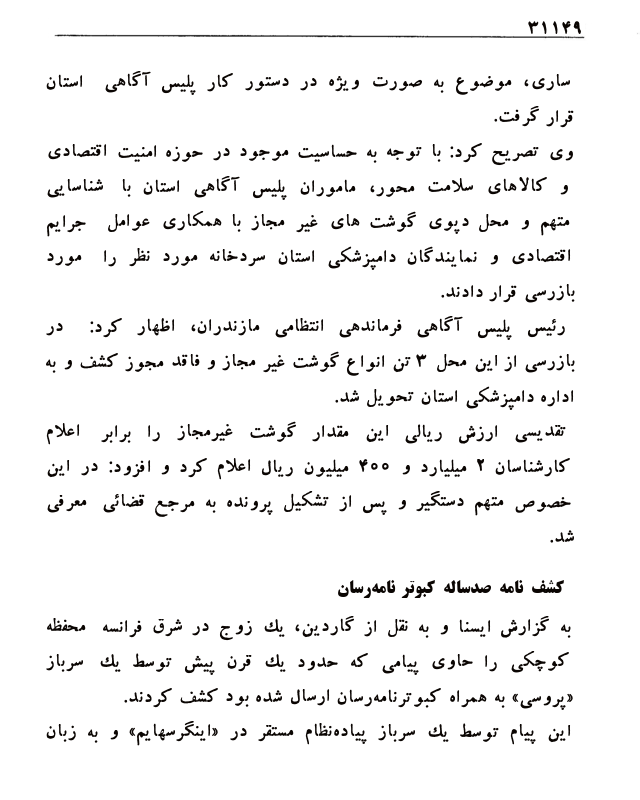 ۳۱۱۴۹
ساری، موضوع به صورت ویژه در دستور کار پلیس آگاهی استان
قرار گرفت.
وی تصریح کرد: با توجه به حساسیت موجود در حوزه امنیت اقتصادی
و کالاهای سلامت محور، ماموران پلیس آگاهی استان با شناسایی
متهم و محل دپوی گوشت های غیر مجاز با همکاری عوامل جرایم
اقتصادی و نمایندگان دامپزشکی استان سردخانه مورد نظر را مورد
بازرسی قرار دادند.
رئیس پلیس آگاهی فرماندهی انتظامی مازندران، اظهار کرد: در
بازرسی از این محل ۳ تن انواع گوشت غیر مجاز و فاقد مجوز کشف و به
اداره دامپزشکی استان تحویل شد.
تقدیسی ارزش ریالی این مقدار گوشت غیرمجاز را برابر اعلام
کارشناسان ۲ میلیارد و ۴۰۰ میلیون ریال اعلام کرد و افزود: در این
خصوص متهم دستگیر و پس از تشکیل پرونده به مرجع قضائی معرفی
شد.
کشف نامه صدساله کبوتر نامه‌رسان
به گزارش ایسنا و به نقل از گاردین، یك زوج در شرق فرانسه محفظه
کوچکی را حاوی پیامی که حدود یك قرن پیش توسط یك سرباز
«پروسی» به همراه کبوترنامه‌رسان ارسال شده بود کشف کردند.
این پیام توسط یك سرباز پیاده‌نظام مستقر در «اینگرسهایم» و به زبان